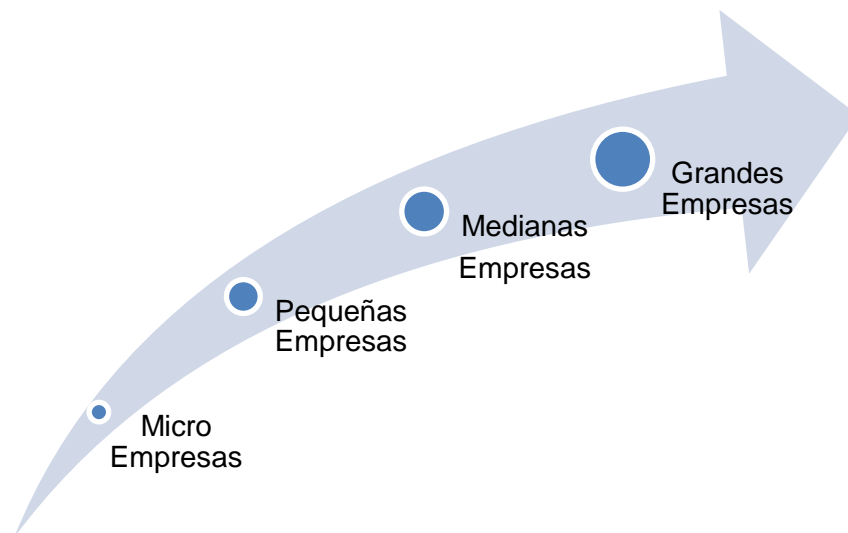 Grandes
Empresas
Medianas
Empresas
Pequeñas
Empresas
Micro
Empresas